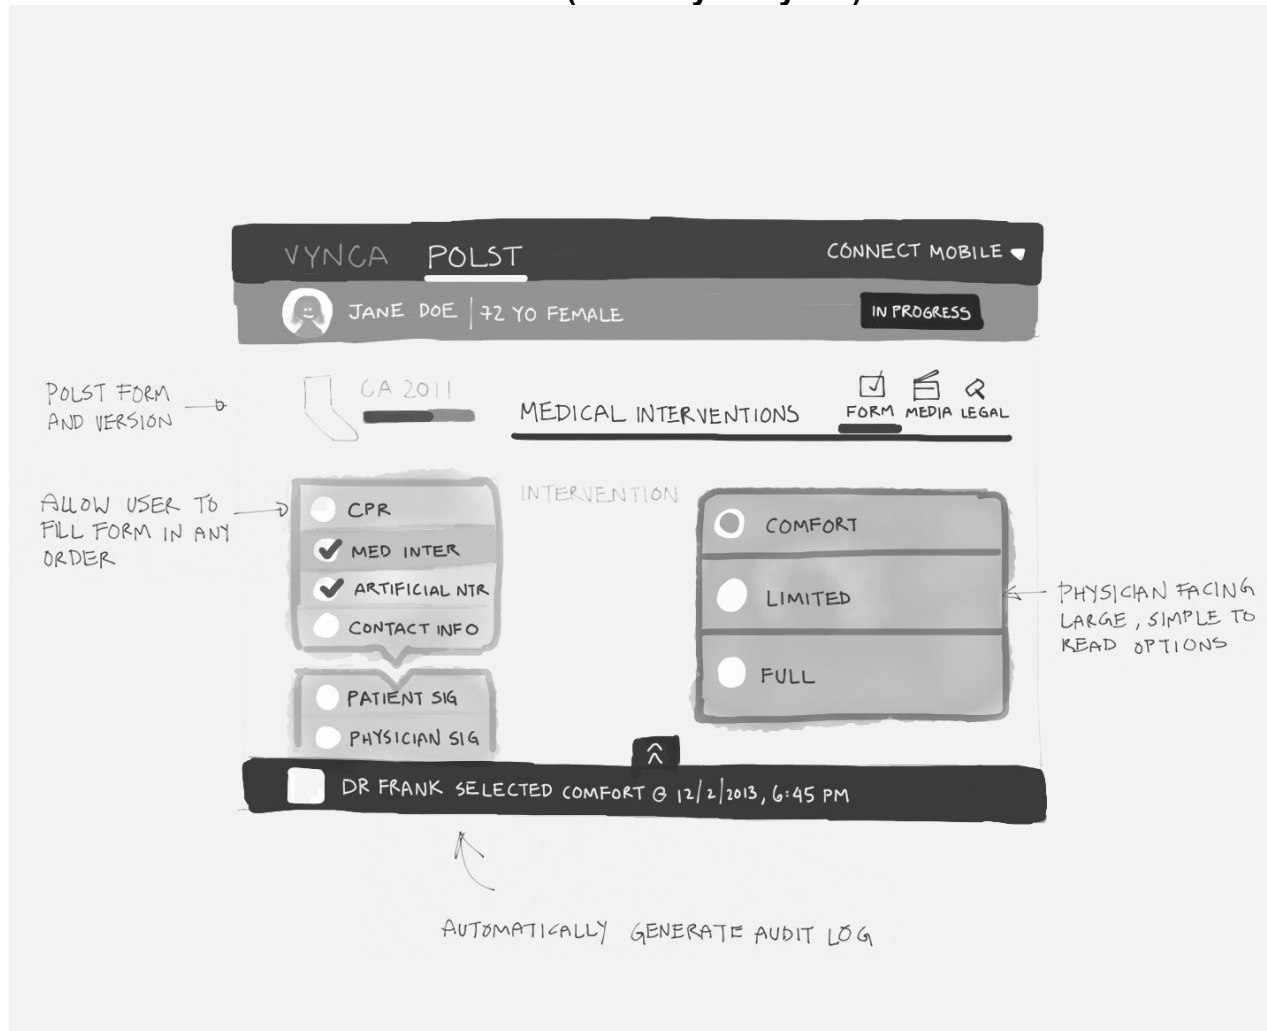 VYNCA POLST CONNECT MOBILE
JANE DOE | 72 YO FEMALE IN PROGRESS
POLST FORM
AND VERSION
CA 2011
MEDICAL INTERVENTIONS
FORM MEDIA LEGAL
ALLOW USER TO
FILL FORM IN ANY
ORDER
CPR
MED INTER
ARTIFICIAL NTR
CONTACT INFO
PATIENT SIG
PHYSICIAN SIG
INTERVENTION
COMFORT
LIMITED
FULL
PHYSICIAN FACING
LARGE, SIMPLE TO
READ OPTIONS
DR FRANK SELECTED COMFORT @ 12/2/2013, 6:45 PM
AUTOMATICALLY GENERATE AUDIT LOG